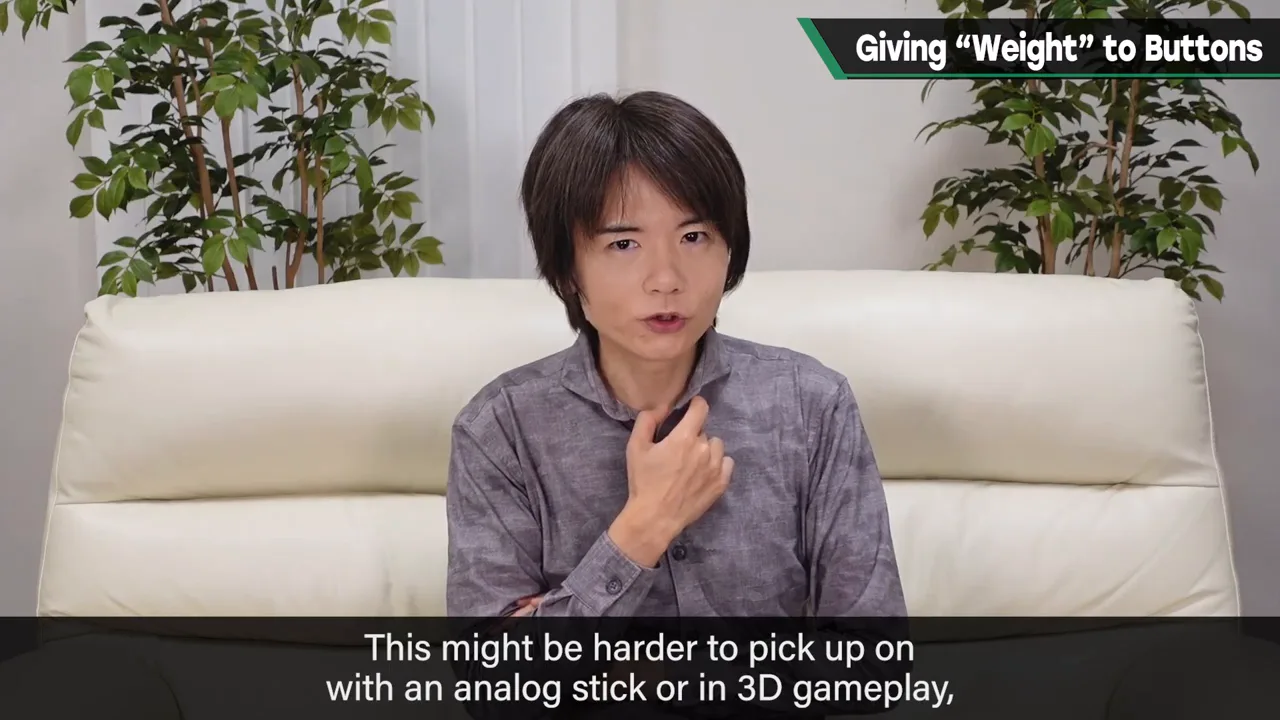 Giving “Weight” to Buttons
This might be harder to pick up on
with an analog stick or in 3D gameplay,